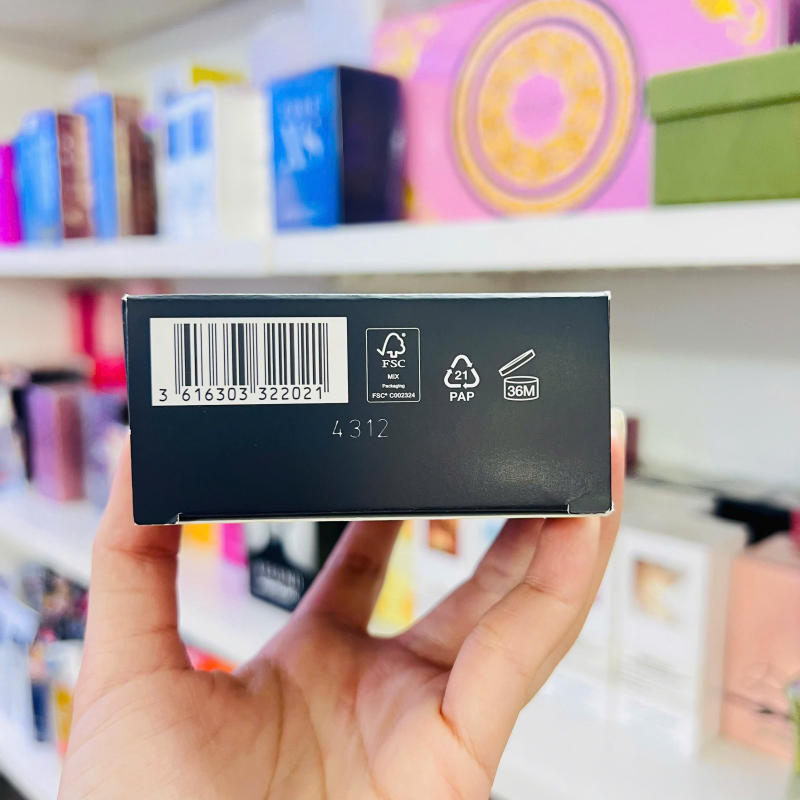 3 616303 322021
FSC
MIX
Packaging
FSC® C002324
21
PAP
36M
4312